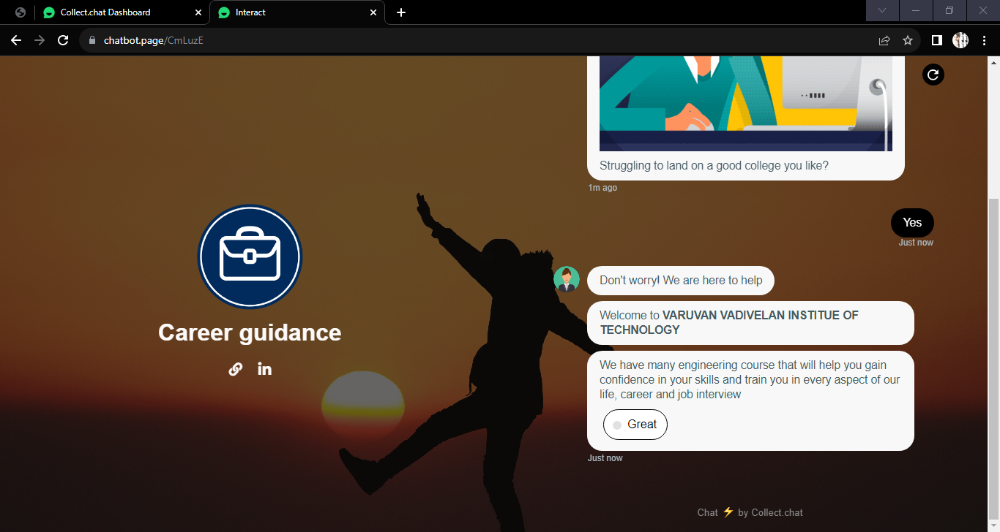 Collect.chat Dashboard
Interact
chatbot.page/CmLuzE
Struggling to land on a good college you like?
1m ago
Yes
Just now
Don't worry! We are here to help
Welcome to VARUVAN VADIVELAN INSTITUE OF
TECHNOLOGY
We have many engineering course that will help you gain
confidence in your skills and train you in every aspect of our
life, career and job interview
Great
Just now
Career guidance
in
Chat ⚡ by Collect.chat